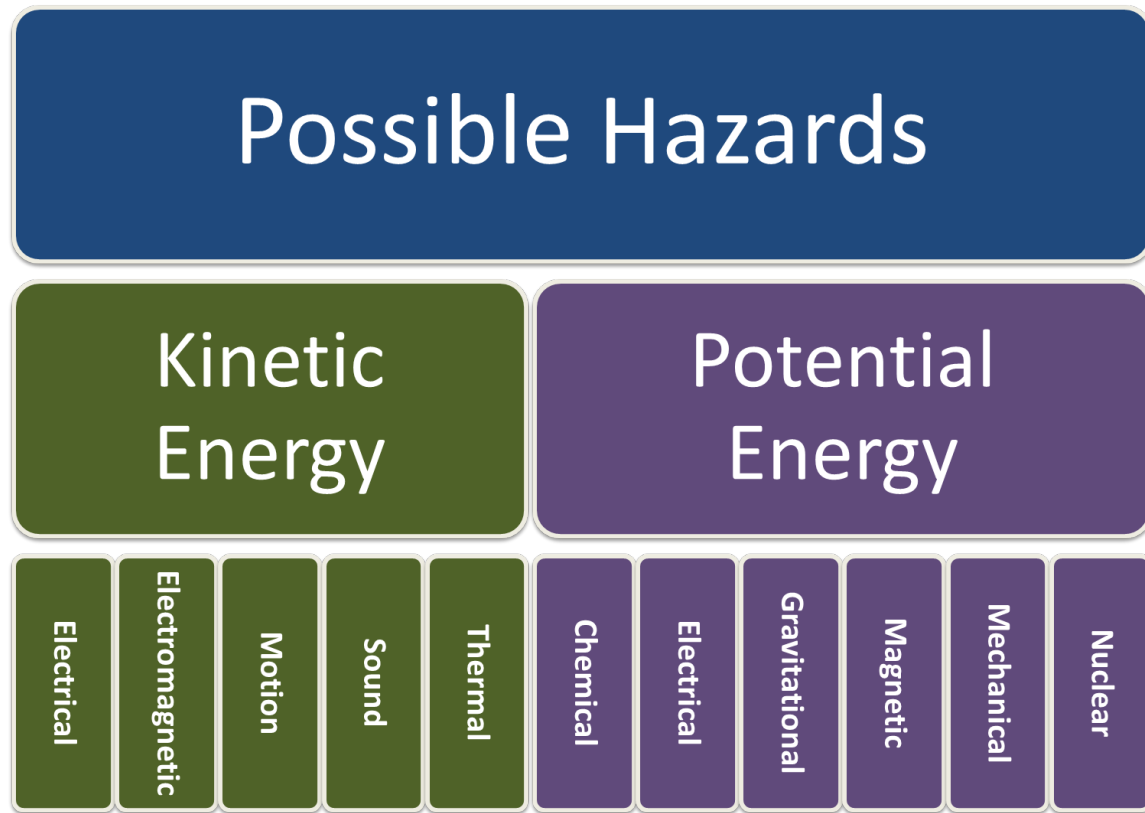 Possible Hazards
Kinetic
Energy
Potential
Energy
Electrical
Electromagnetic
Motion
Sound
Thermal
Chemical
Electrical
Gravitational
Magnetic
Mechanical
Nuclear